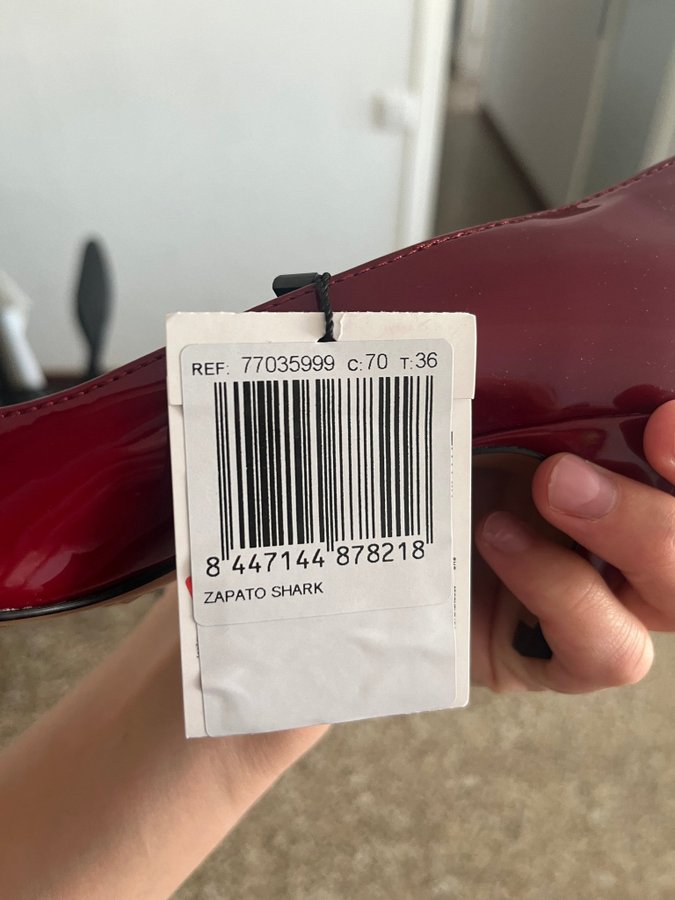 REF: 77035999 C:70 T:36
8 447144 878218
ZAPATO SHARK